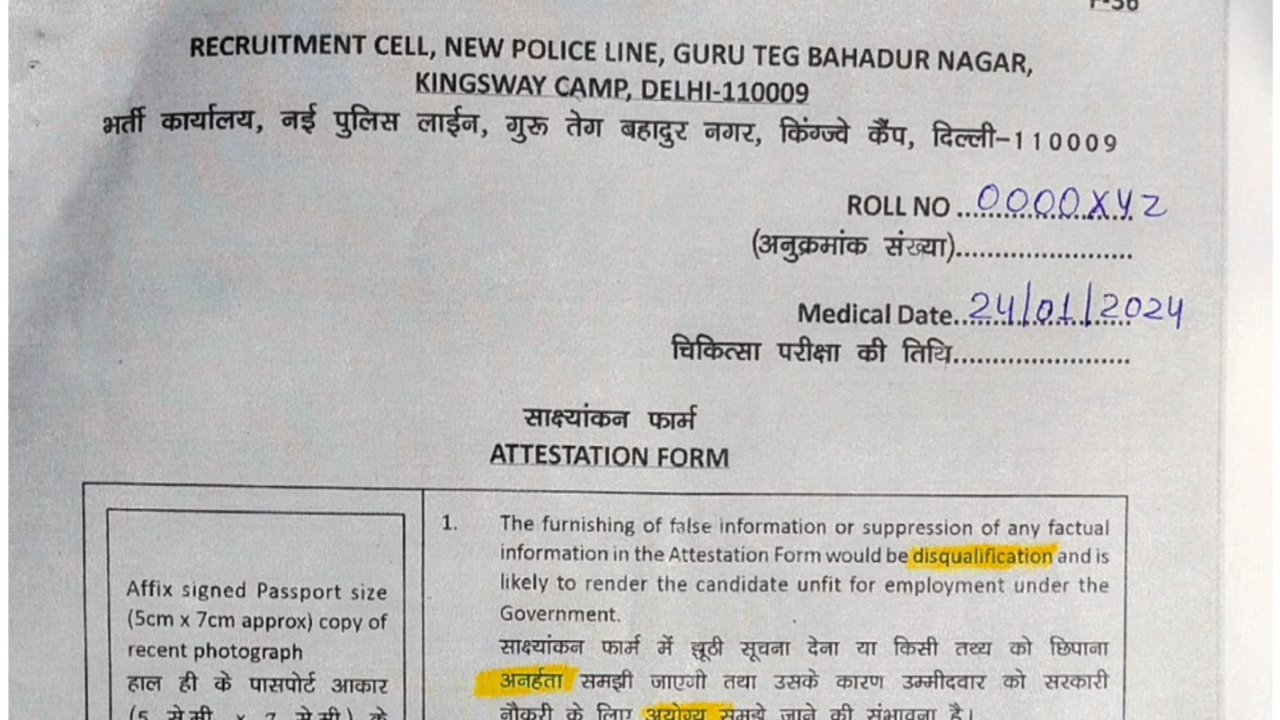 RECRUITMENT CELL, NEW POLICE LINE, GURU TEG BAHADUR NAGAR,
KINGSWAY CAMP, DELHI-110009
भर्ती कार्यालय, नई पुलिस लाईन, गुरू तेग बहादुर नगर, किंग्ज्वे कैंप, दिल्ली-110009
ROLL NO ...0000XYZ
(अनुक्रमांक संख्या)........................
Medical Date..24/01/2024
चिकित्सा परीक्षा की तिथि........................
साक्ष्यांकन फार्म
ATTESTATION FORM
Affix signed Passport size
(5cm x 7cm approx) copy of
recent photograph
हाल ही के पासपोर्ट आकार
1. The furnishing of false information or suppression of any factual
information in the Attestation Form would be disqualification and is
likely to render the candidate unfit for employment under the
Government.
साक्ष्यांकन फार्म में झूठी सूचना देना या किसी तथ्य को छिपाना
अनर्हता समझी जाएगी तथा उसके कारण उम्मीदवार को सरकारी
नौकरी के लिए अयोग्य समझे जाने की संभावना है।